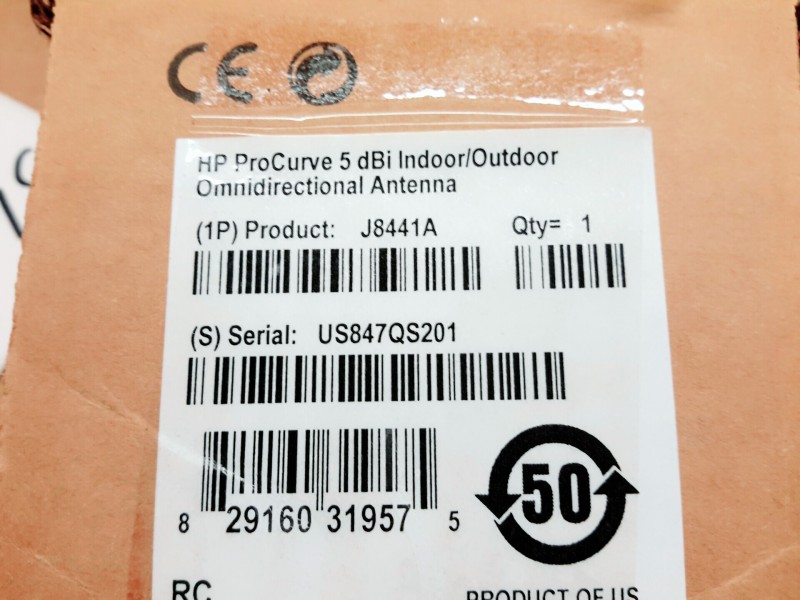 CE
HP ProCurve 5 dBi Indoor/Outdoor
Omnidirectional Antenna
(1P) Product: J8441A Qty= 1
(S) Serial: US847QS201
8 29160 31957 5
50
RC
PRODUCT OF US